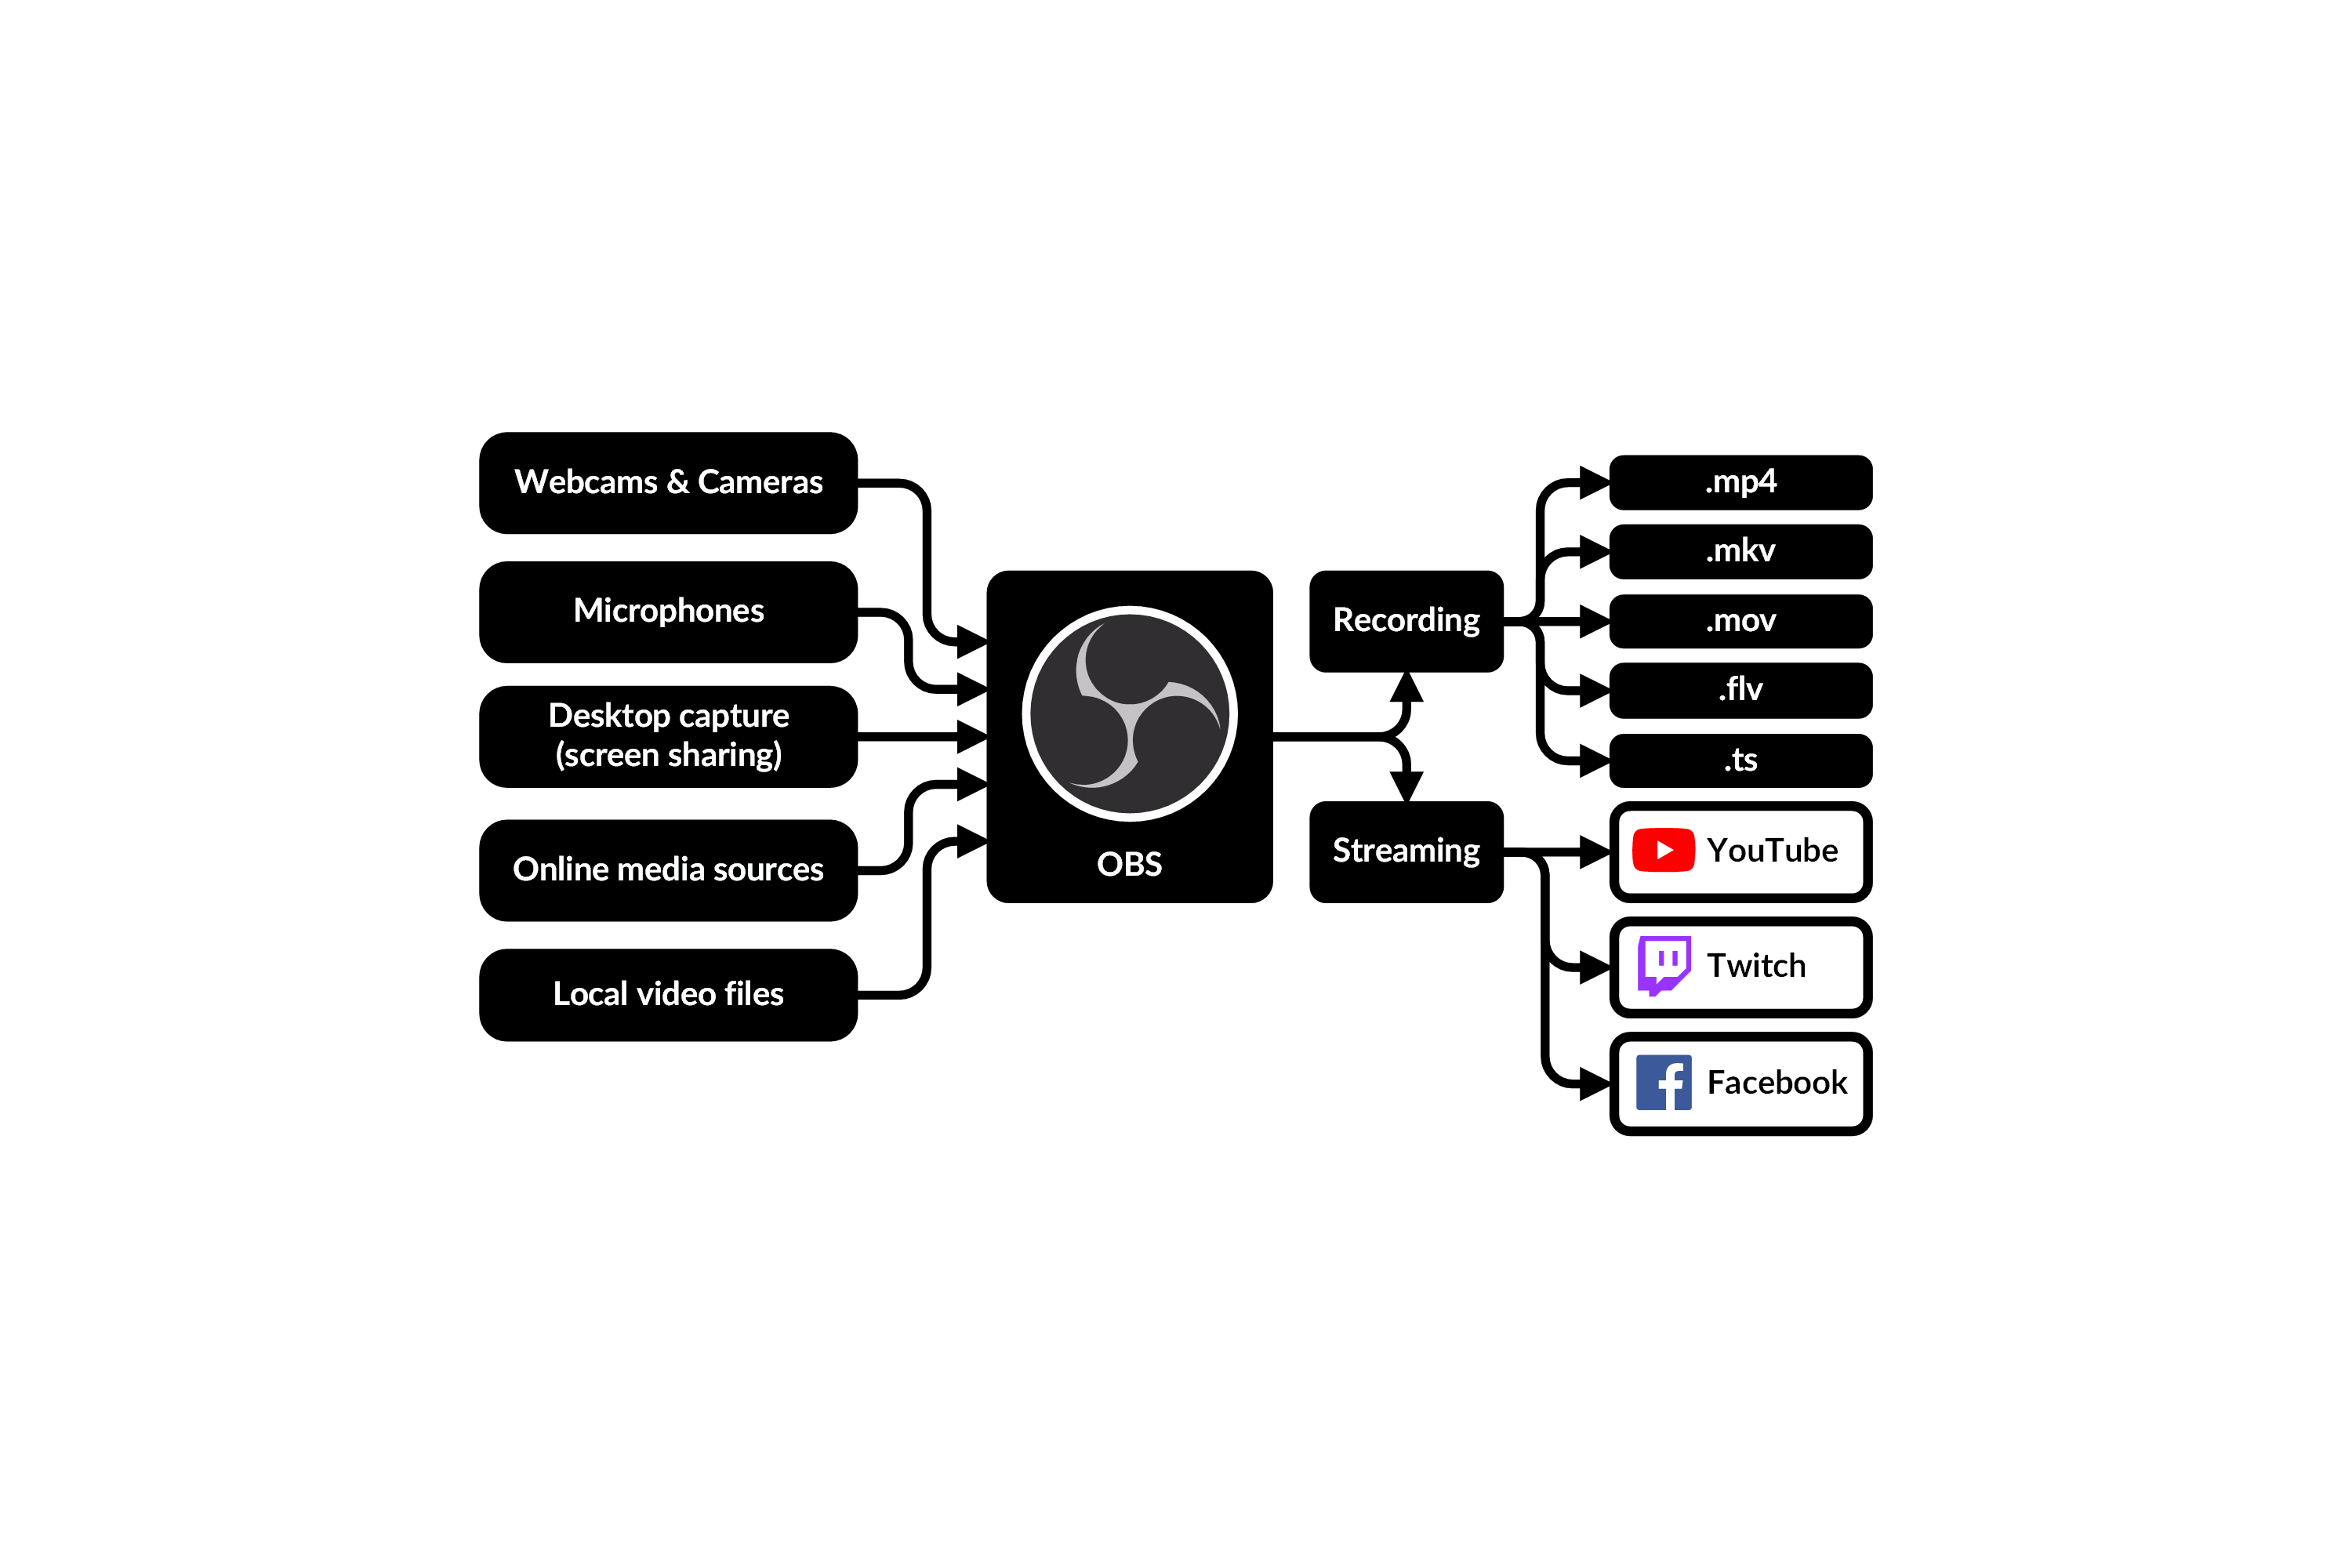 Webcams & Cameras
Microphones
Desktop capture
(screen sharing)
Online media sources
Local video files
OBS
Recording
Streaming
.mp4
.mkv
.mov
.flv
.ts
YouTube
Twitch
Facebook